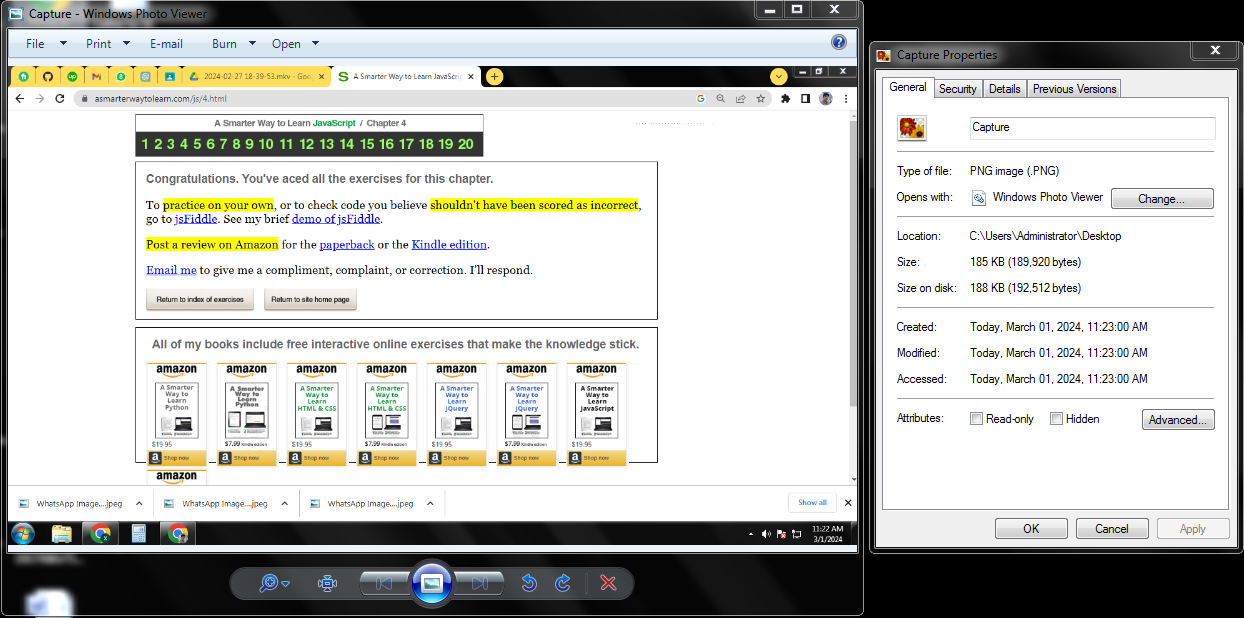 Capture - Windows Photo Viewer
File Print E-mail Burn Open
2024-02-27 18-39-53.mkv - Goo
A Smarter Way to Learn JavaScri
asmarterwaytolearn.com/js/4.html
A Smarter Way to Learn JavaScript / Chapter 4
1 2 3 4 5 6 7 8 9 10 11 12 13 14 15 16 17 18 19 20
Congratulations. You've aced all the exercises for this chapter.
To practice on your own, or to check code you believe shouldn't have been scored as incorrect,
go to jsFiddle. See my brief demo of jsFiddle.
Post a review on Amazon for the paperback or the Kindle edition.
Email me to give me a compliment, complaint, or correction. I'll respond.
Return to index of exercises
Return to site home page
All of my books include free interactive online exercises that make the knowledge stick.
amazon amazon amazon amazon amazon amazon amazon
A Smarter A Smarter A Smarter A Smarter A Smarter A Smarter A Smarter
Way to Way to Way to Way to Way to Way to Way to
Learn Learn Learn Learn Learn Learn Learn
Python Python HTML & CSS HTML & CSS jQuery jQuery JavaScript
$19.95 $7.99 Kindle edition $19.95 $7.99 Kindle edition $19.95 $7.99 Kindle edition $19.95
Shop now Shop now Shop now Shop now Shop now Shop now Shop now
amazon
WhatsApp Image....jpeg WhatsApp Image....jpeg WhatsApp Image....jpeg
Show all
11:22 AM
3/1/2024
Capture Properties
General Security Details Previous Versions
Capture
Type of file: PNG image (.PNG)
Opens with: Windows Photo Viewer Change...
Location: C:\Users\Administrator\Desktop
Size: 185 KB (189,920 bytes)
Size on disk: 188 KB (192,512 bytes)
Created: Today, March 01, 2024, 11:23:00 AM
Modified: Today, March 01, 2024, 11:23:00 AM
Accessed: Today, March 01, 2024, 11:23:00 AM
Attributes: Read-only Hidden Advanced...
OK Cancel Apply